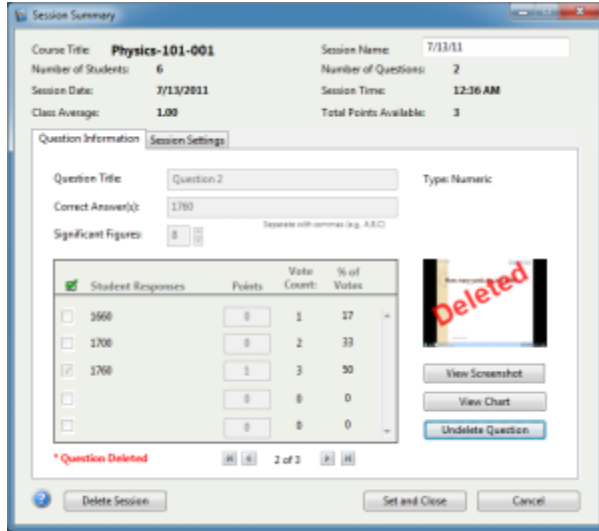 Session Summary
Course Title: Physics-101-001 Session Name: 7/13/11
Number of Students: 6 Number of Questions: 2
Session Date: 7/13/2011 Session Time: 12:36 AM
Class Average: 1.00 Total Points Available: 3
Question Information Session Settings
Question Title: Question 2 Type: Numeric
Correct Answer(s): 1760
Separate with commas (e.g. A,B,C)
Significant Figures: 8
Student Responses Points Vote Count: % of Votes
1660 0 1 17
1700 0 2 33
1760 1 3 50
0 0 0
0 0 0
How many yards
Deleted
View Screenshot
View Chart
Undelete Question
* Question Deleted 2 of 3
Delete Session Set and Close Cancel